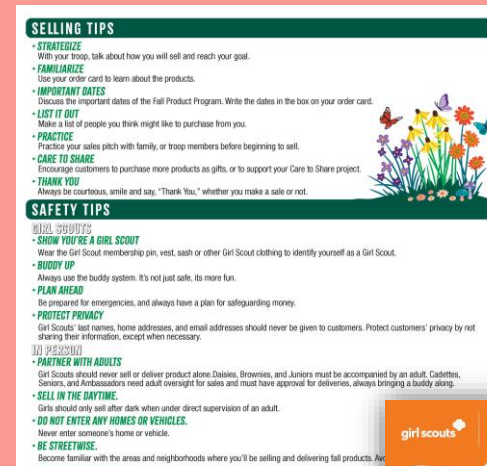 SELLING TIPS
• STRATEGIZE
With your troop, talk about how you will sell and reach your goal.
• FAMILIARIZE
Use your order card to learn about the products.
• IMPORTANT DATES
Discuss the important dates of the Fall Product Program. Write the dates in the box on your order card.
• LIST IT OUT
Make a list of people you think might like to purchase from you.
• PRACTICE
Practice your sales pitch with family, or troop members before beginning to sell.
• CARE TO SHARE
Encourage customers to purchase more products as gifts, or to support your Care to Share project.
• THANK YOU
Always be courteous, smile and say, "Thank You," whether you make a sale or not.
SAFETY TIPS
GIRL SCOUTS
• SHOW YOU'RE A GIRL SCOUT
Wear the Girl Scout membership pin, vest, sash or other Girl Scout clothing to identify yourself as a Girl Scout.
• BUDDY UP
Always use the buddy system. It's not just safe, its more fun.
• PLAN AHEAD
Be prepared for emergencies, and always have a plan for safeguarding money.
• PROTECT PRIVACY
Girl Scouts' last names, home addresses, and email addresses should never be given to customers. Protect customers' privacy by not
sharing their information, except when necessary.
IN PERSON
• PARTNER WITH ADULTS
Girl Scouts should never sell or deliver product alone.Daisies, Brownies, and Juniors must be accompanied by an adult. Cadettes,
Seniors, and Ambassadors need adult oversight for sales and must have approval for deliveries, always bringing a buddy along.
• SELL IN THE DAYTIME.
Girls should only sell after dark when under direct supervision of an adult.
• DO NOT ENTER ANY HOMES OR VEHICLES.
Never enter someone's home or vehicle.
• BE STREETWISE.
Become familiar with the areas and neighborhoods where you'll be selling and delivering fall products.
girl scouts